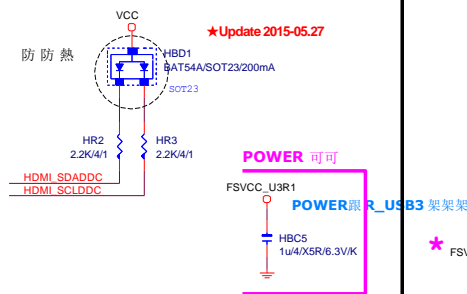 VCC
★Update 2015-05.27
防 防 熱
HBD1
BAT54A/SOT23/200mA
SOT23
HR2
2.2K/4/1
HR3
2.2K/4/1
HDMI_SDADDC
HDMI_SCLDDC
POWER 可可
FSVCC_U3R1
POWER跟R_USB3 架架架
HBC5
1u/4/X5R/6.3V/K
* FSV